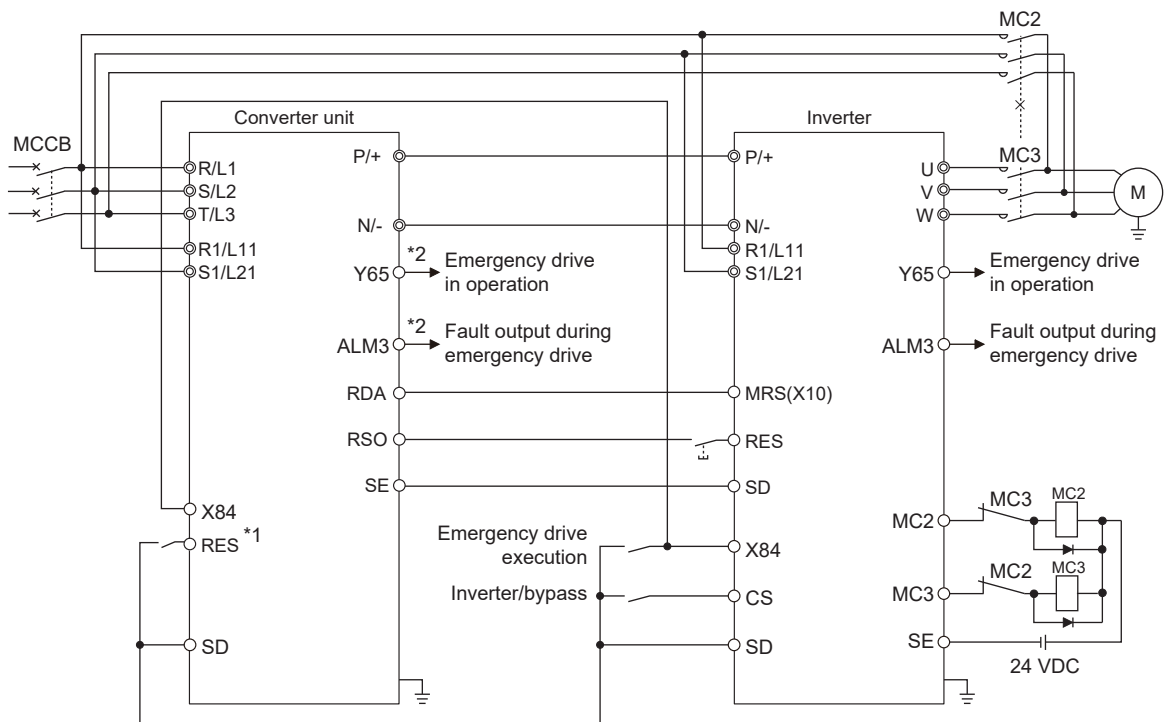 MC2
Converter unit
Inverter
MCCB
R/L1
S/L2
T/L3
R1/L11
S1/L21
P/+
N/-
*2
Y65
Emergency drive
in operation
*2
ALM3
Fault output during
emergency drive
RDA
RSO
SE
X84
RES
*1
SD
P/+
N/-
R1/L11
S1/L21
MRS(X10)
RES
SD
Emergency drive
execution
X84
Inverter/bypass
CS
SD
MC3
U
V
W
M
Y65
Emergency drive
in operation
ALM3
Fault output during
emergency drive
MC2
MC3
MC2
MC3
MC2
MC3
SE
24 VDC